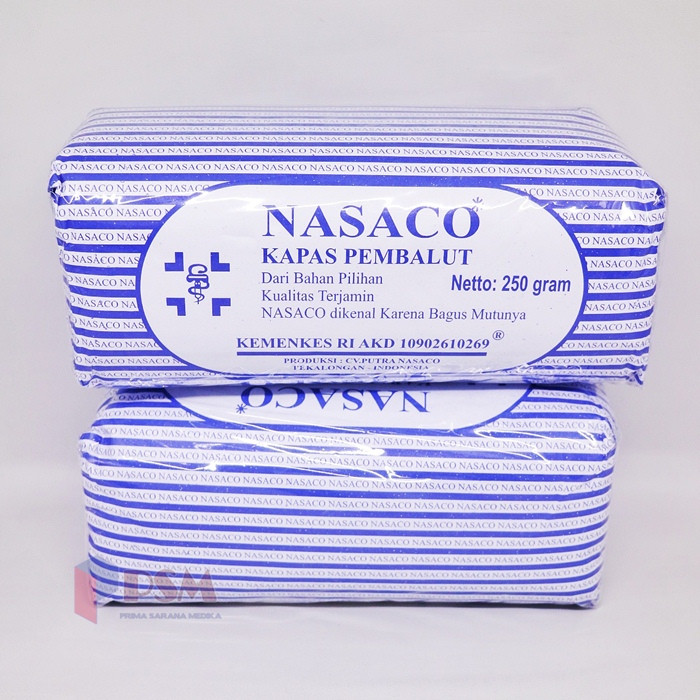 NASACO
KAPAS PEMBALUT
Dari Bahan Pilihan
Netto: 250 gram
Kualitas Terjamin
NASACO dikenal Karena Bagus Mutunya
KEMENKES RI AKD 10902610269 ®
PRODUKSI : CV.PUTRA NASACO
PEKALONGAN - INDONESIA
NASACO
PSM
PRIMA SARANA MEDIKA